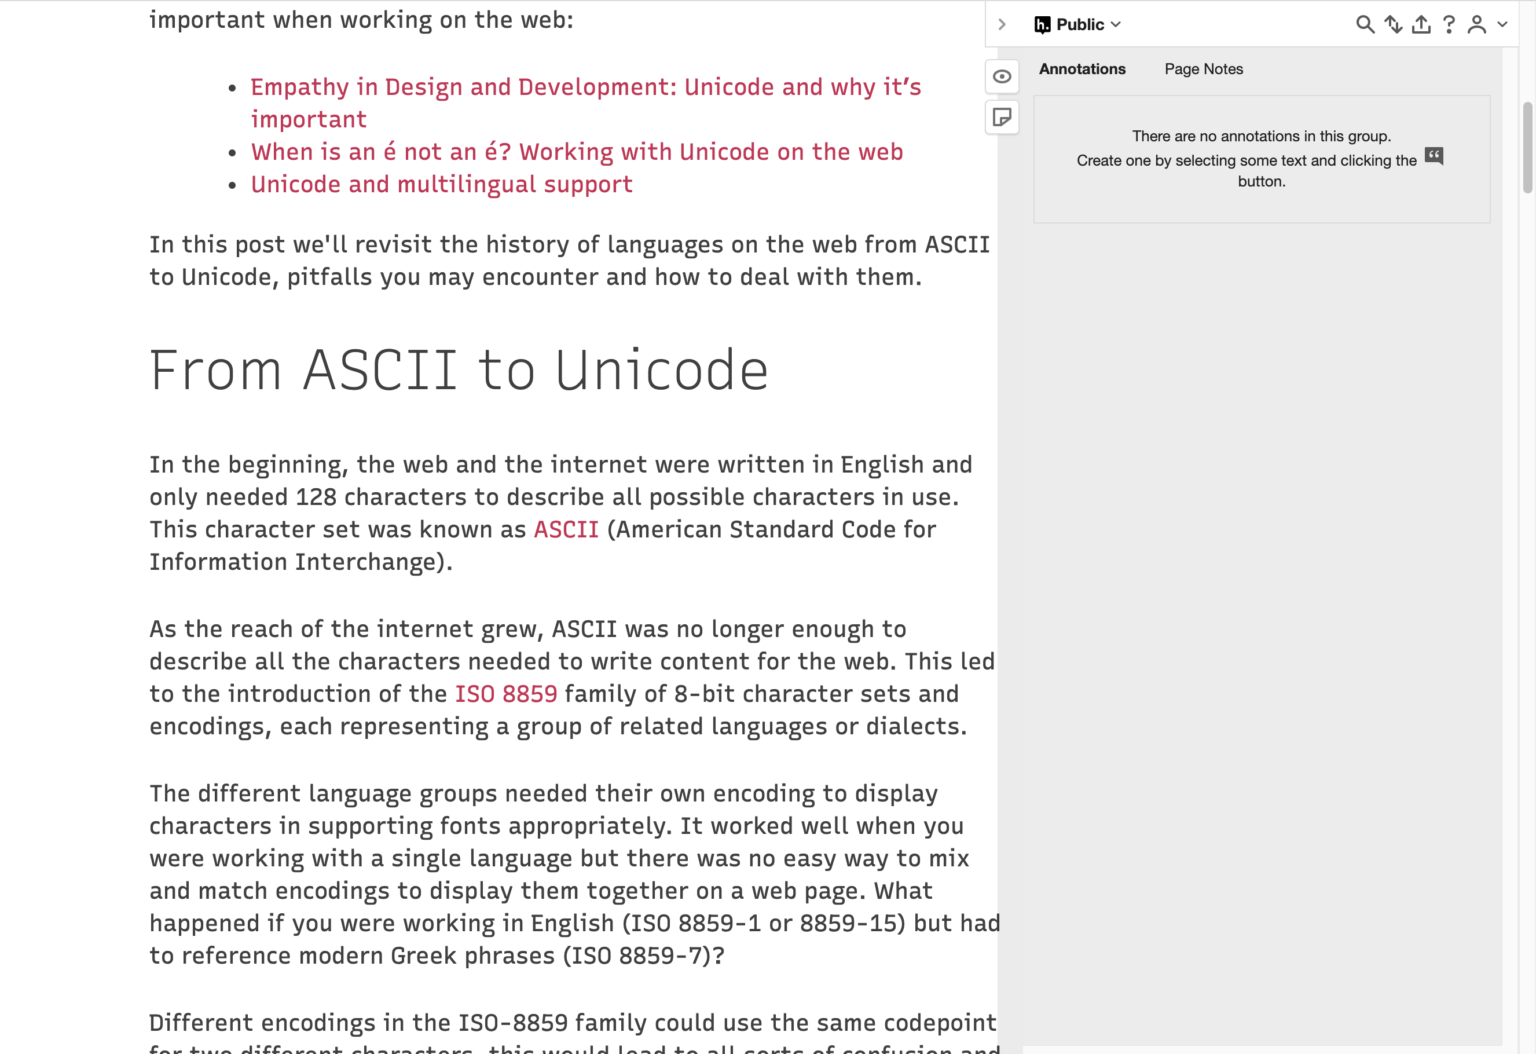 important when working on the web:
Empathy in Design and Development: Unicode and why it’s
important
When is an é not an é? Working with Unicode on the web
Unicode and multilingual support
In this post we'll revisit the history of languages on the web from ASCII
to Unicode, pitfalls you may encounter and how to deal with them.
From ASCII to Unicode
In the beginning, the web and the internet were written in English and
only needed 128 characters to describe all possible characters in use.
This character set was known as ASCII (American Standard Code for
Information Interchange).
As the reach of the internet grew, ASCII was no longer enough to
describe all the characters needed to write content for the web. This led
to the introduction of the ISO 8859 family of 8-bit character sets and
encodings, each representing a group of related languages or dialects.
The different language groups needed their own encoding to display
characters in supporting fonts appropriately. It worked well when you
were working with a single language but there was no easy way to mix
and match encodings to display them together on a web page. What
happened if you were working in English (ISO 8859-1 or 8859-15) but had
to reference modern Greek phrases (ISO 8859-7)?
Different encodings in the ISO-8859 family could use the same codepoint
for two different characters, this would lead to all sorts of confusion and
h. Public
Annotations Page Notes
There are no annotations in this group.
Create one by selecting some text and clicking the
button.